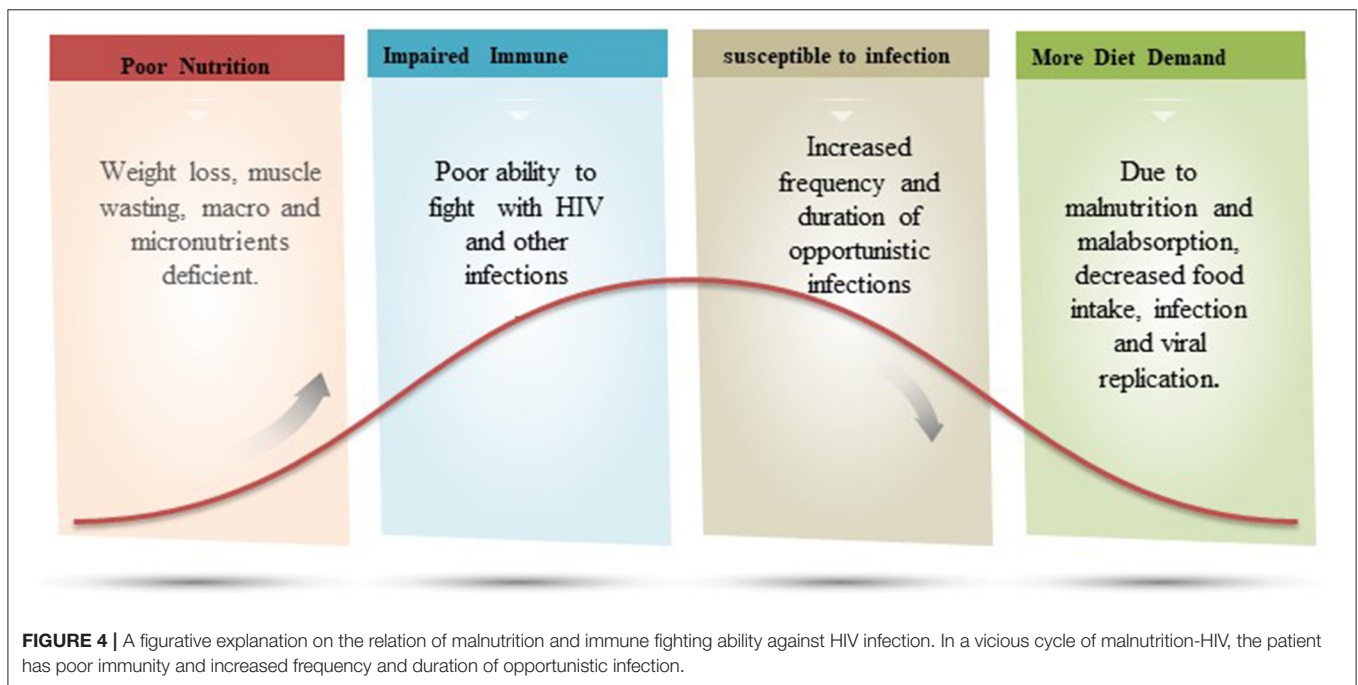 Poor Nutrition
Weight loss, muscle
wasting, macro and
micronutrients
deficient.
Impaired Immune
Poor ability to
fight with HIV
and other
infections
susceptible to infection
Increased
frequency and
duration of
opportunistic
infections
More Diet Demand
Due to
malnutrition and
malabsorption,
decreased food
intake, infection
and viral
replication.
FIGURE 4 | A figurative explanation on the relation of malnutrition and immune fighting ability against HIV infection. In a vicious cycle of malnutrition-HIV, the patient
has poor immunity and increased frequency and duration of opportunistic infection.